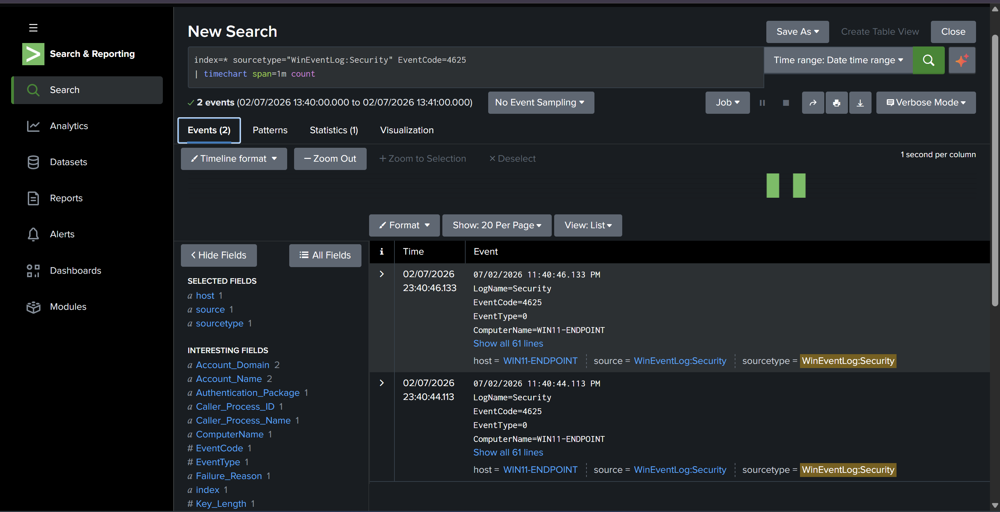 Search & Reporting
Search
Analytics
Datasets
Reports
Alerts
Dashboards
Modules
New Search
Save As
Create Table View
Close
index=* sourcetype="WinEventLog:Security" EventCode=4625
| timechart span=1m count
Time range: Date time range
2 events (02/07/2026 13:40:00.000 to 02/07/2026 13:41:00.000)
No Event Sampling
Job
Verbose Mode
Events (2)
Patterns
Statistics (1)
Visualization
Timeline format
Zoom Out
+ Zoom to Selection
× Deselect
1 second per column
Format
Show: 20 Per Page
View: List
< Hide Fields
All Fields
SELECTED FIELDS
a host 1
a source 1
a sourcetype 1
INTERESTING FIELDS
a Account_Domain 2
a Account_Name 2
a Authentication_Package 1
a Caller_Process_ID 1
a Caller_Process_Name 1
a ComputerName 1
# EventCode 1
# EventType 1
a Failure_Reason 1
a index 1
# Key_Length 1
i Time Event
02/07/2026
23:40:46.133
07/02/2026 11:40:46.133 PM
LogName=Security
EventCode=4625
EventType=0
ComputerName=WIN11-ENDPOINT
Show all 61 lines
host = WIN11-ENDPOINT source = WinEventLog:Security sourcetype = WinEventLog:Security
02/07/2026
23:40:44.113
07/02/2026 11:40:44.113 PM
LogName=Security
EventCode=4625
EventType=0
ComputerName=WIN11-ENDPOINT
Show all 61 lines
host = WIN11-ENDPOINT source = WinEventLog:Security sourcetype = WinEventLog:Security